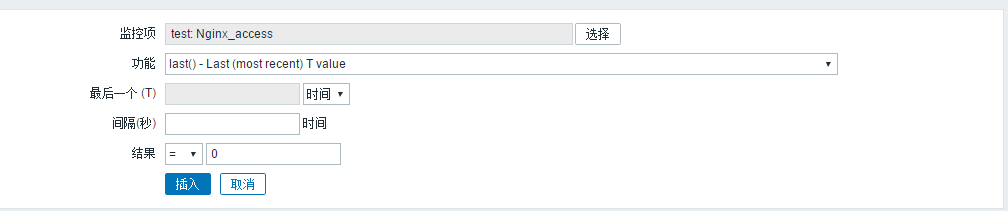 监控项 test: Nginx_access 选择
功能 last() - Last (most recent) T value
最后一个 (T) 时间
间隔(秒) 时间
结果 = 0
插入 取消